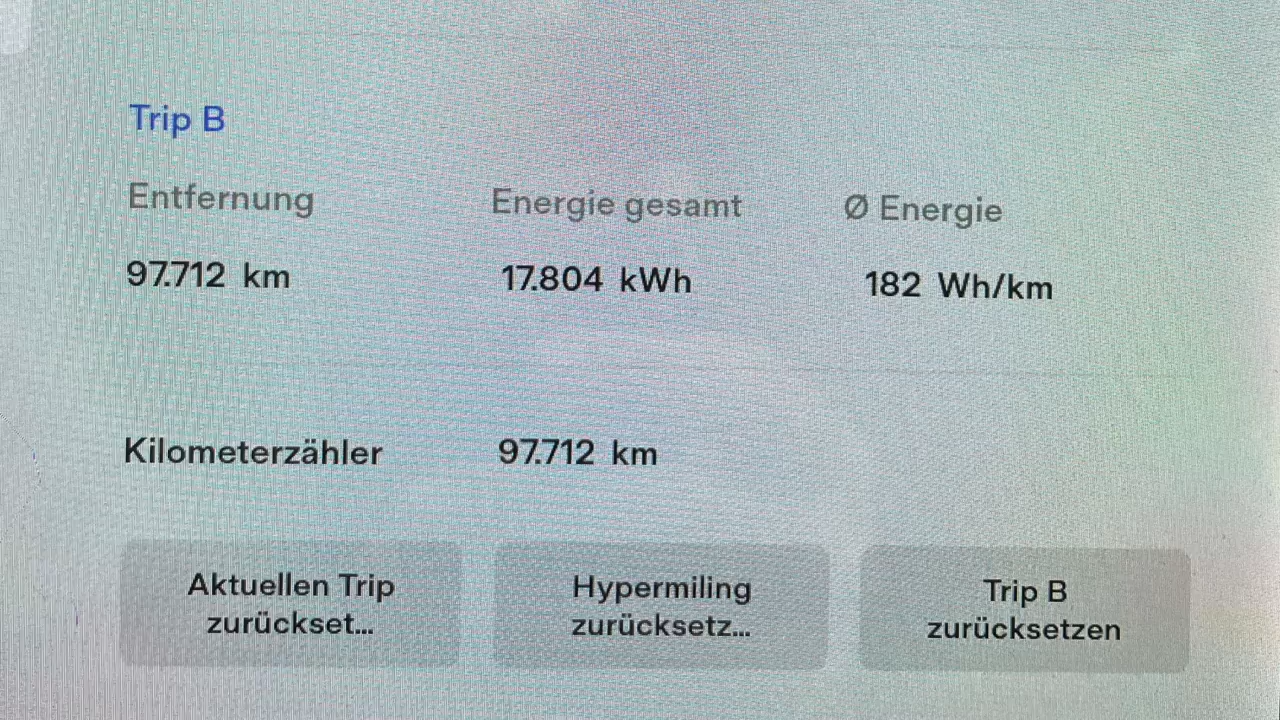 Trip B
Entfernung Energie gesamt Ø Energie
97.712 km 17.804 kWh 182 Wh/km
Kilometerzähler 97.712 km
Aktuellen Trip
zurückset...
Hypermiling
zurücksetz...
Trip B
zurücksetzen